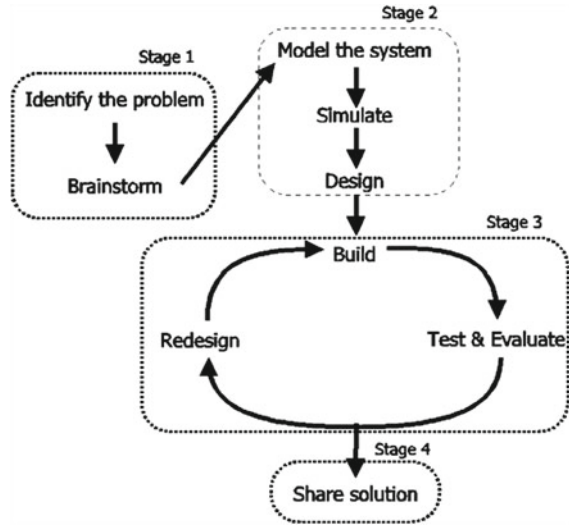 Stage 1
Identify the problem
Brainstorm
Stage 2
Model the system
Simulate
Design
Stage 3
Build
Test & Evaluate
Redesign
Stage 4
Share solution